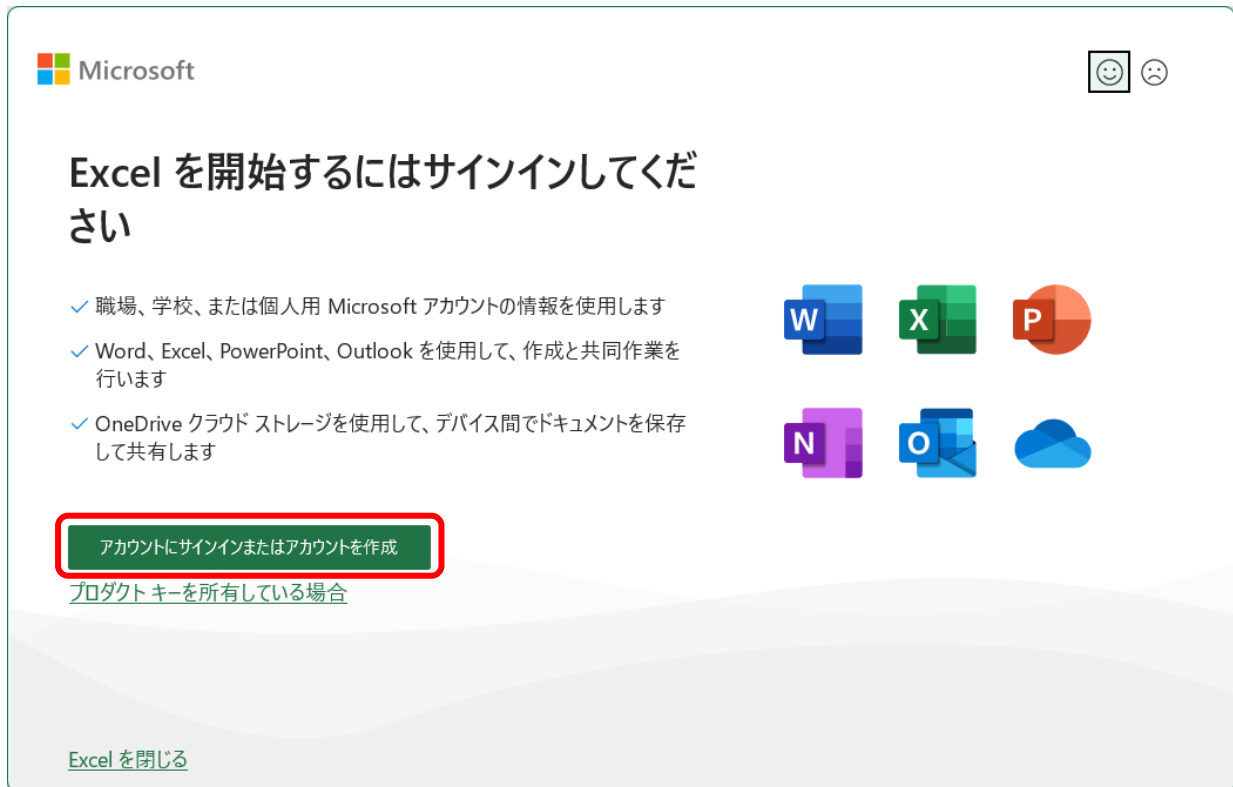 Microsoft
Excel を開始するにはサインインしてくだ
さい
職場、学校、または個人用 Microsoft アカウントの情報を使用します
Word、Excel、PowerPoint、Outlook を使用して、作成と共同作業を
行います
OneDrive クラウド ストレージを使用して、デバイス間でドキュメントを保存
して共有します
W
X
P
N
O
アカウントにサインインまたはアカウントを作成
プロダクト キーを所有している場合
Excel を閉じる